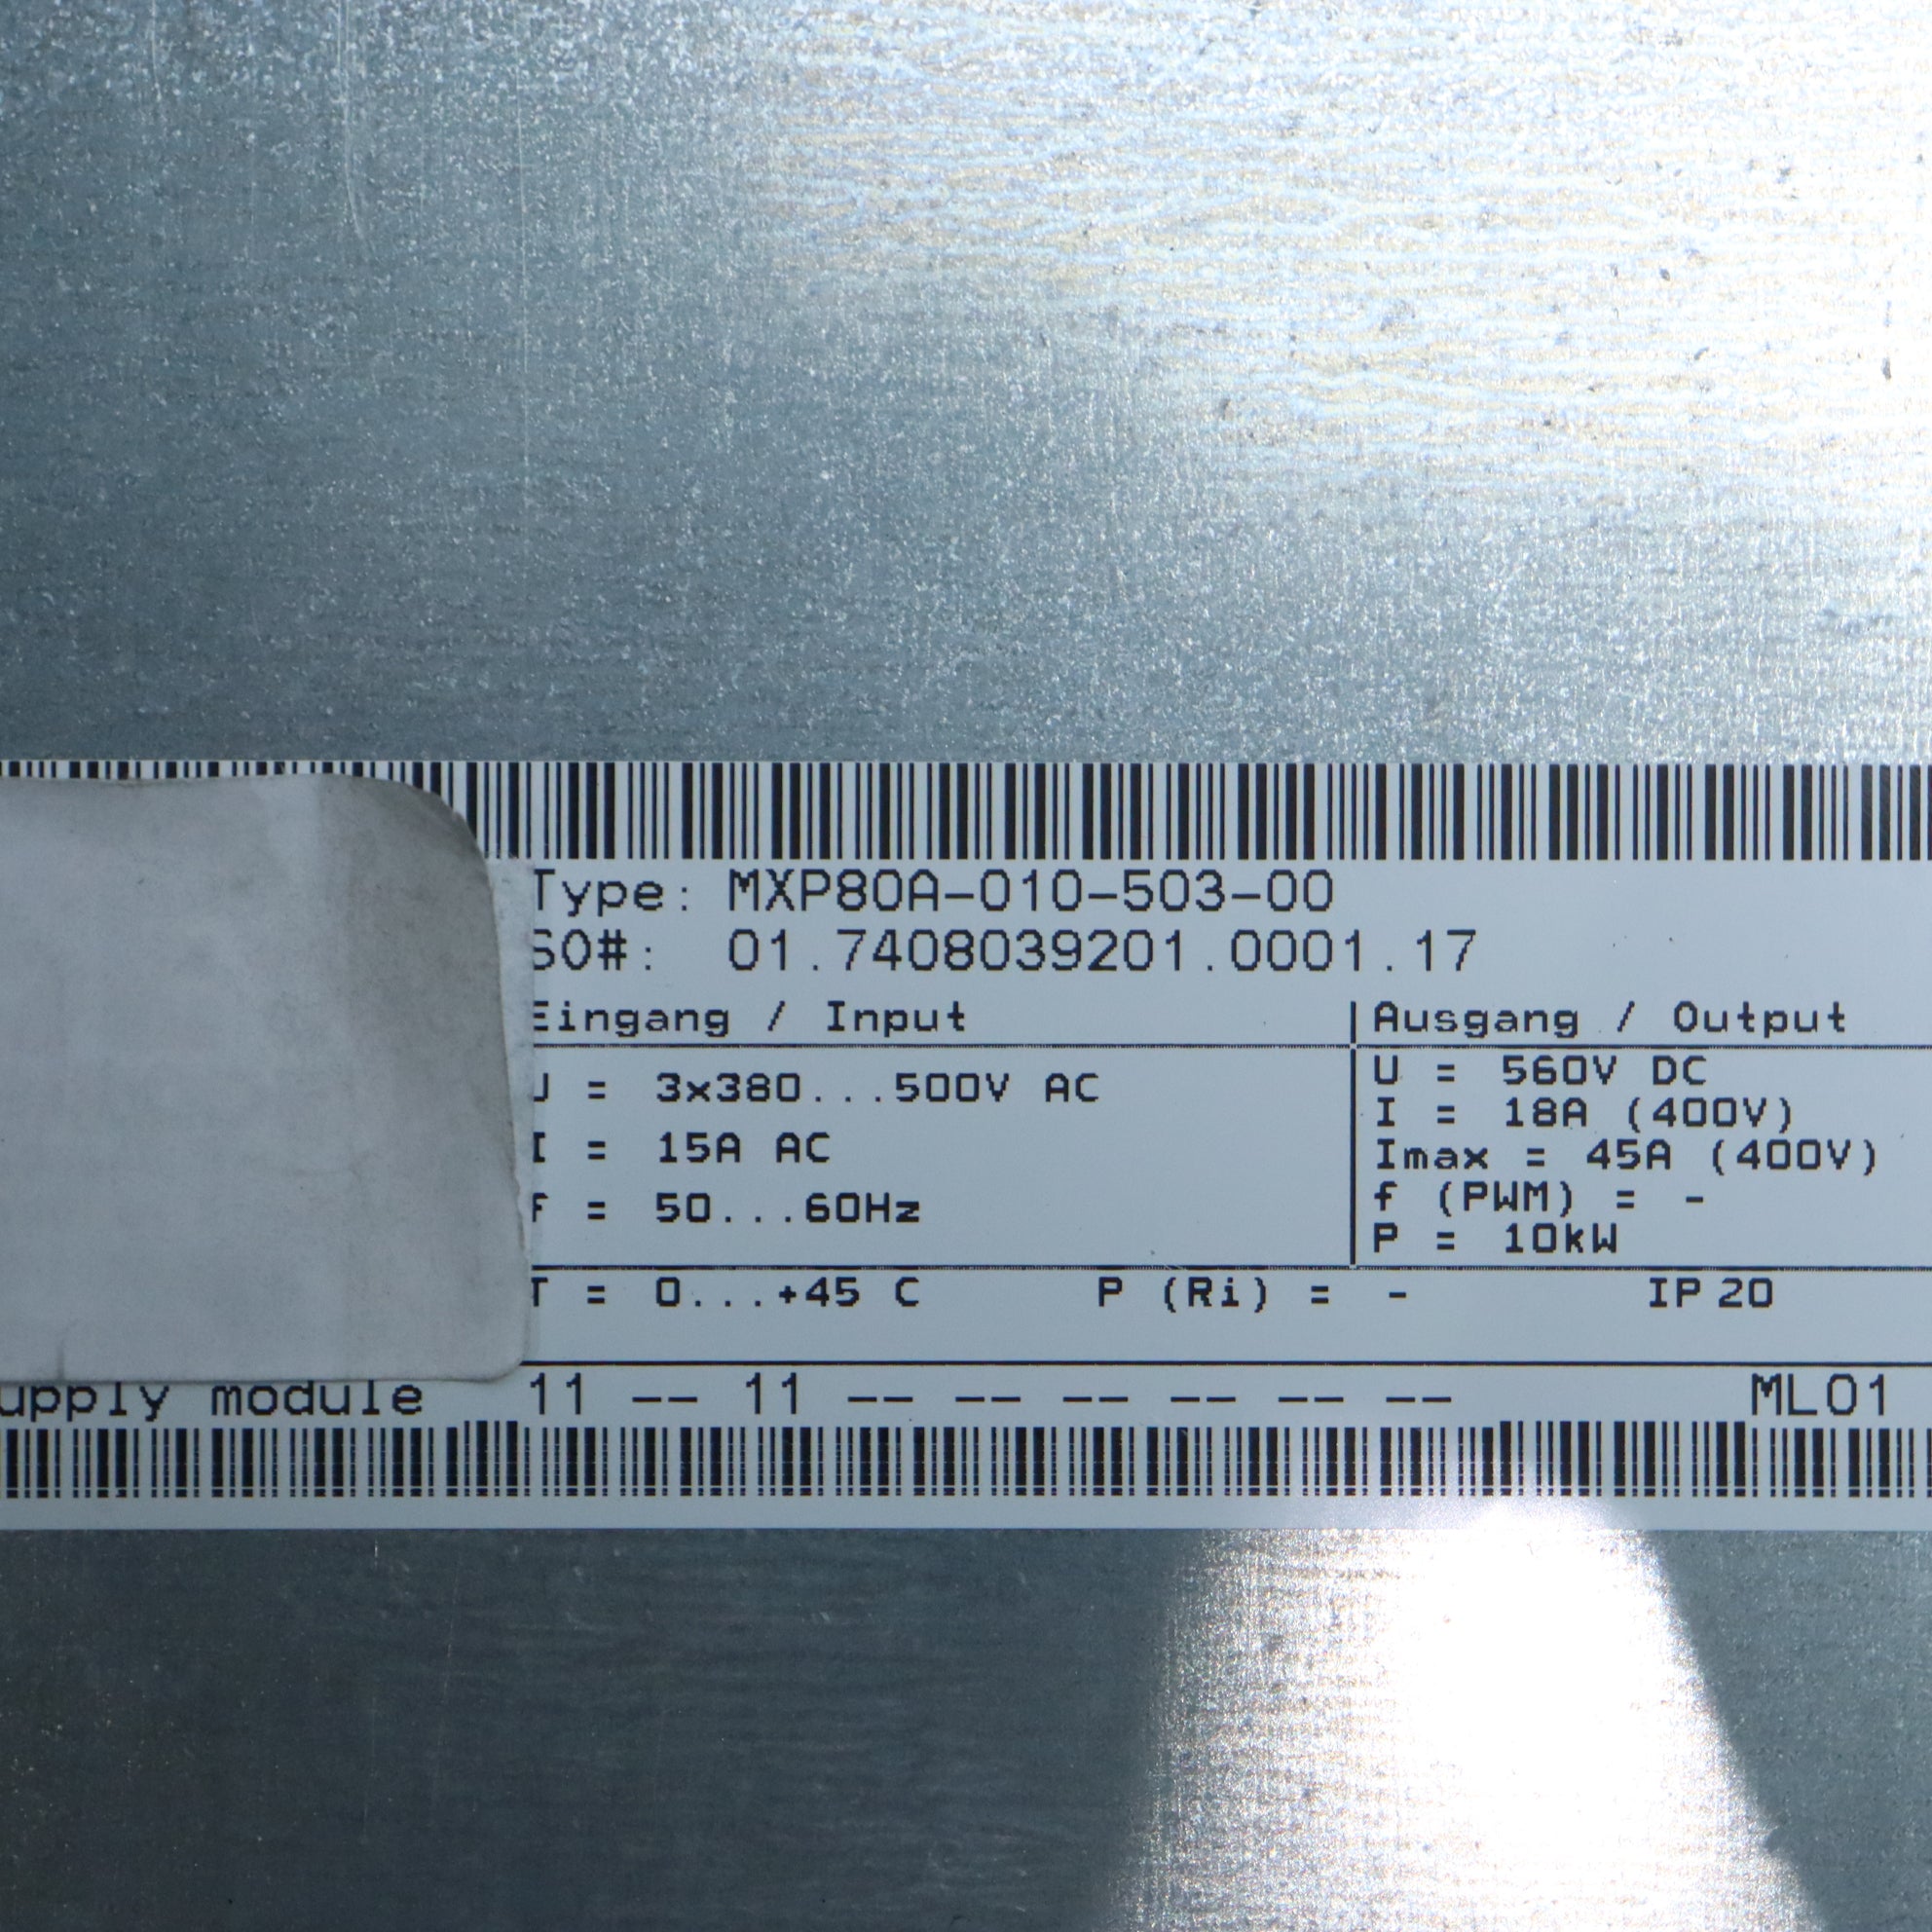 Type: MXP80A-010-503-00
SO#: 01.7408039201.0001.17
Eingang / Input
Ausgang / Output
U = 3x380...500V AC
I = 15A AC
F = 50...60Hz
U = 560V DC
I = 18A (400V)
Imax = 45A (400V)
f (PWM) = -
P = 10kW
T = 0...+45 C P (Ri) = - IP20
upply module 11 -- 11 -- -- -- -- -- -- ML01